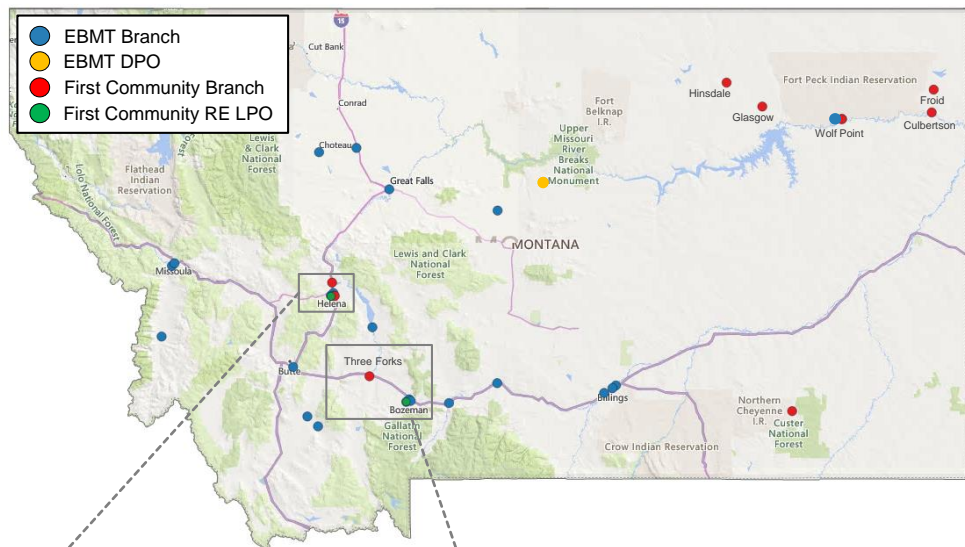 EBMT Branch
EBMT DPO
First Community Branch
First Community RE LPO
15
Cut Bank
Conrad
Choteau
Great Falls
Lewis
& Clark
National
Forest
Flathead
Indian
Reservation
Lolo National Forest
Missoula
Fort
Belknap
I.R.
Upper
Missouri
River
Breaks
National
Monument
Hinsdale
Glasgow
Fort Peck Indian Reservation
Wolf Point
Froid
Culbertson
MONTANA
Lewis and Clark
National
Forest
Helena
Butte
Three Forks
Bozeman
Gallatin
National
Forest
Billings
Crow Indian Reservation
Northern
Cheyenne
I.R.
Custer
National
Forest